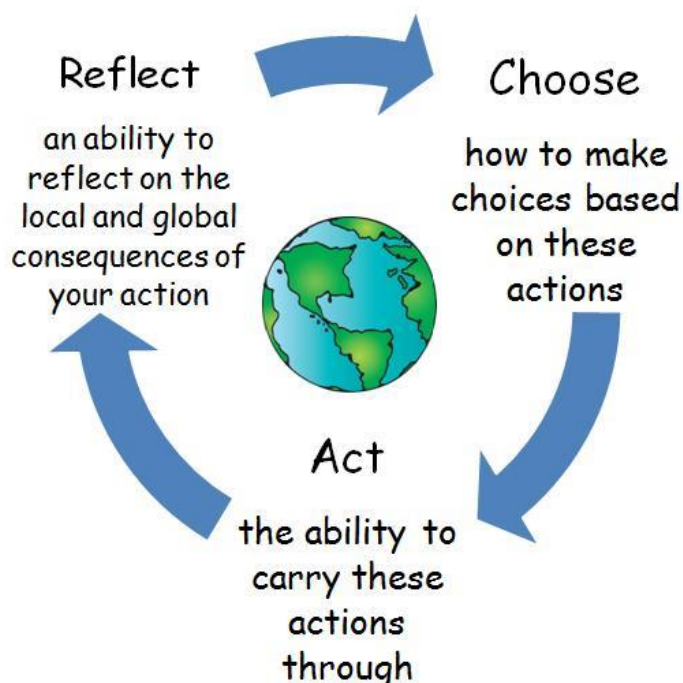 Reflect
an ability to
reflect on the
local and global
consequences of
your action
Choose
how to make
choices based
on these
actions
Act
the ability to
carry these
actions
through